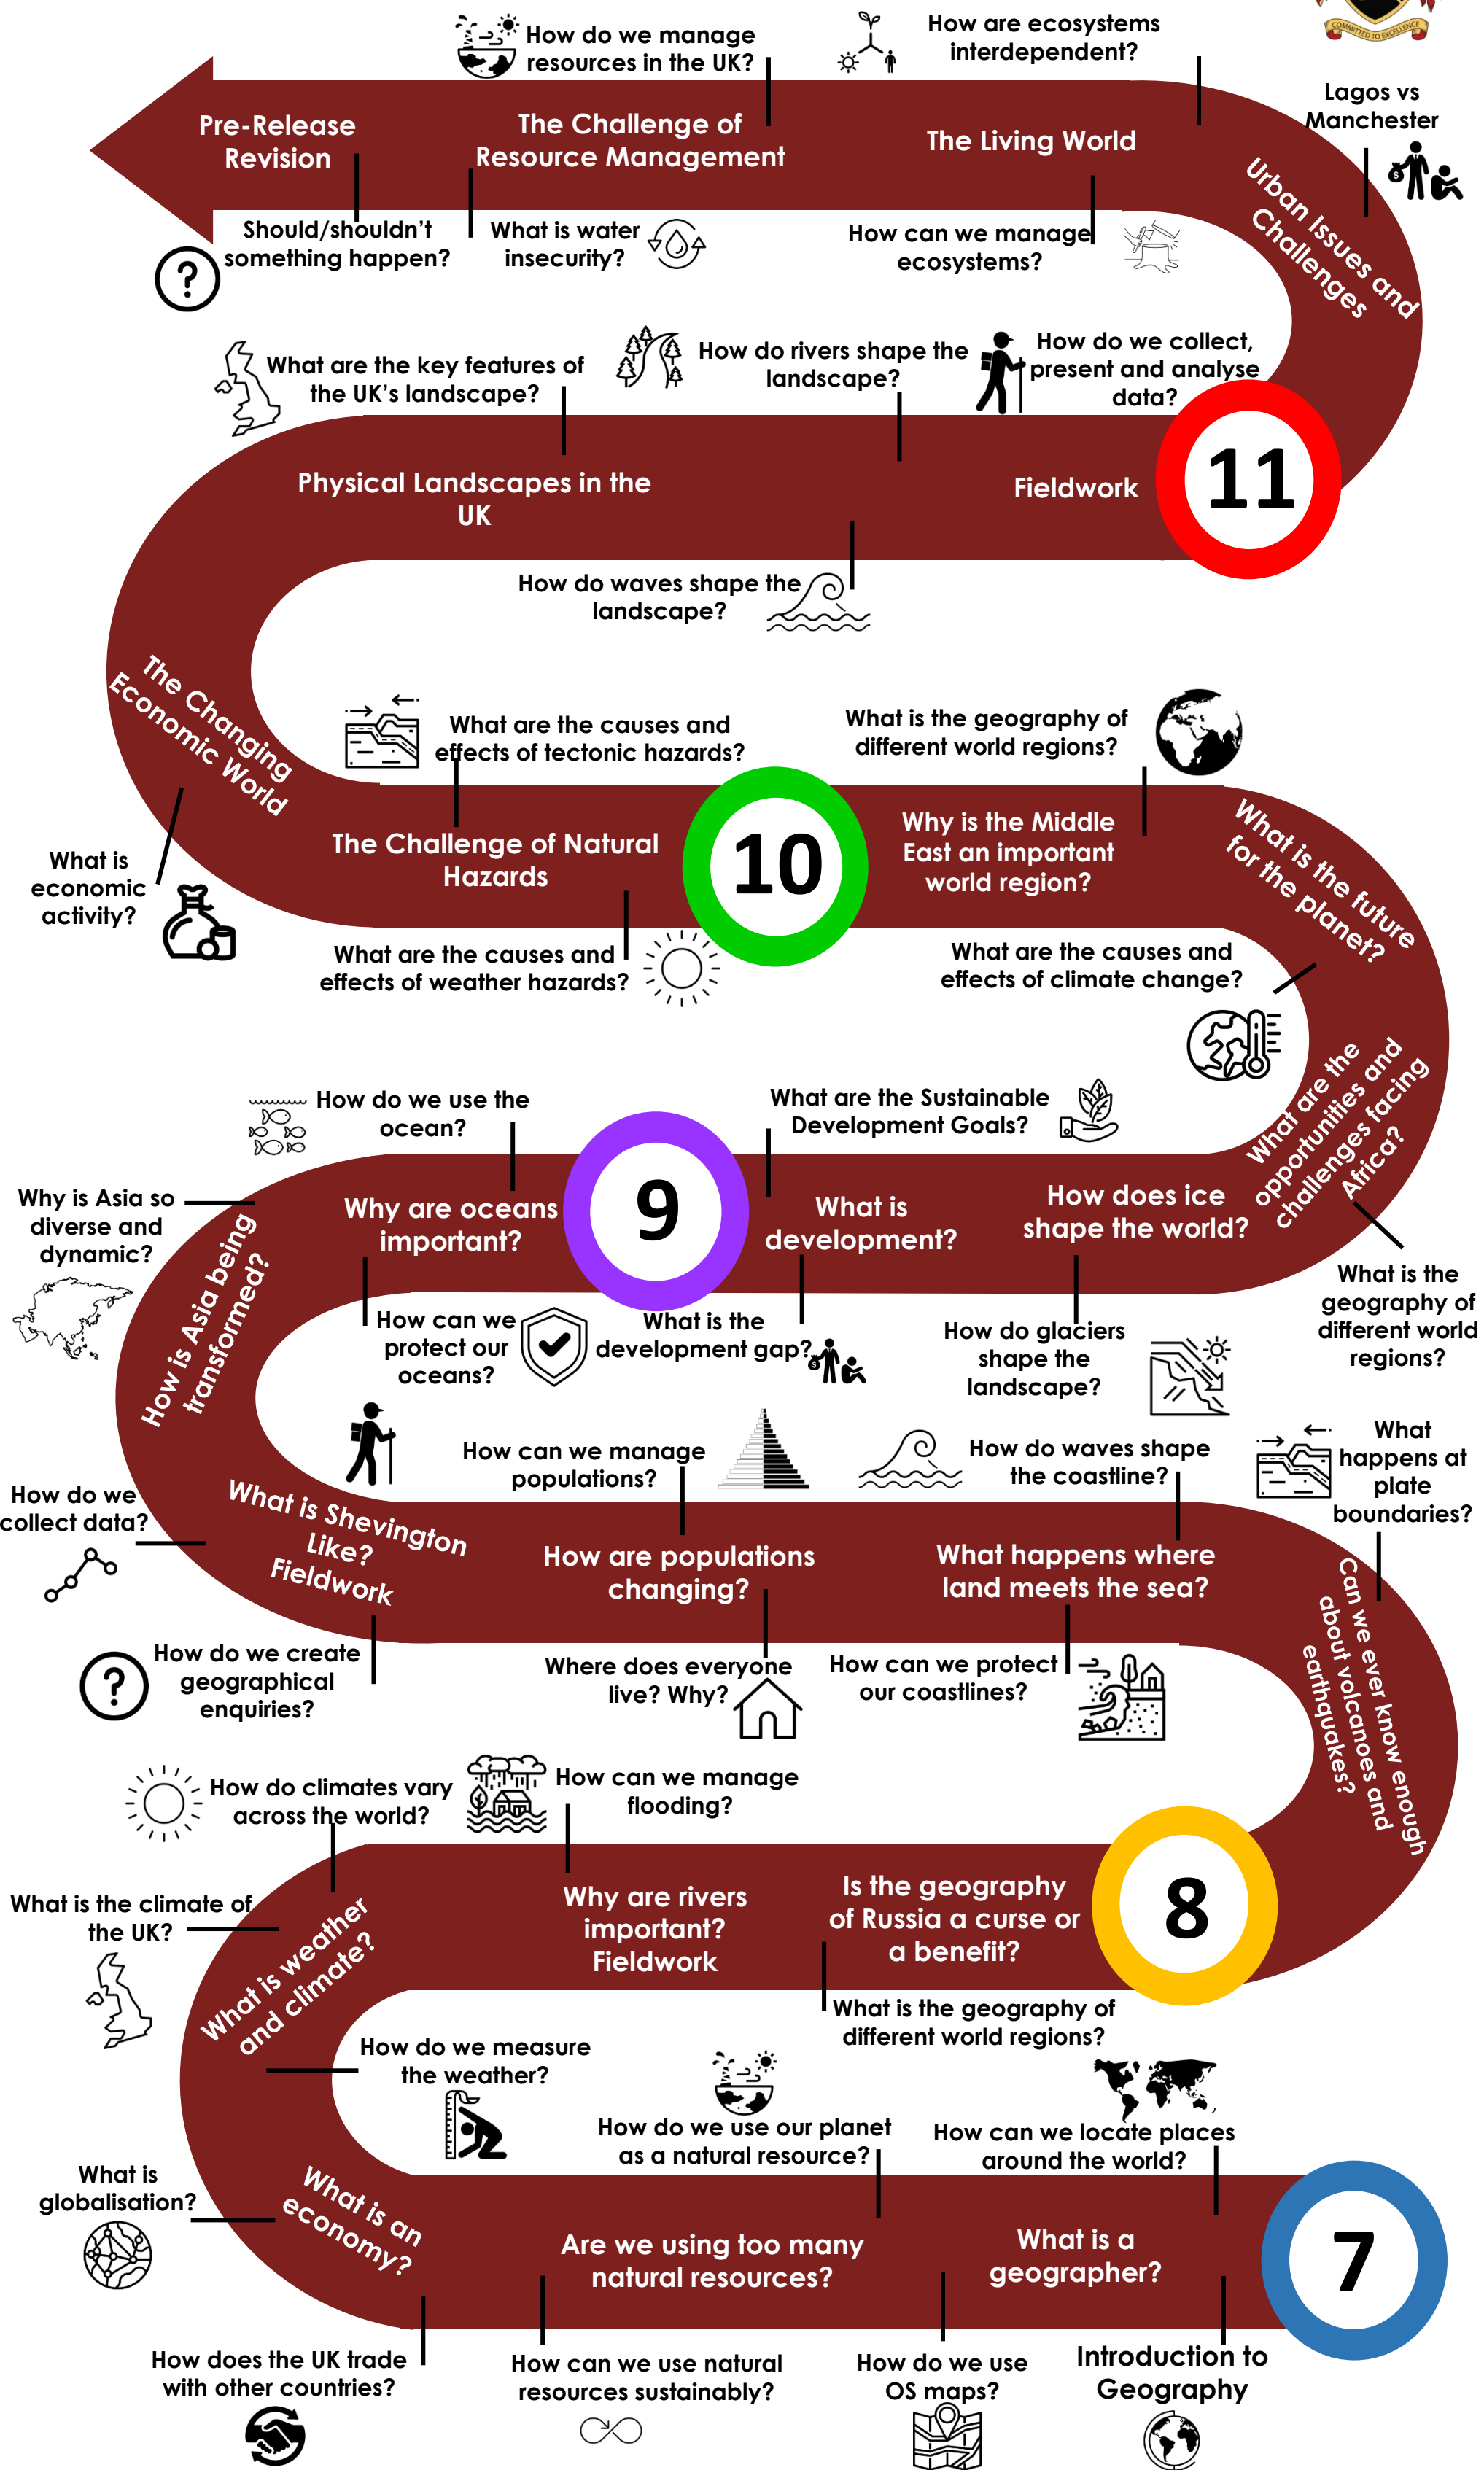 COMMITTED TO EXCELLENCE
How do we manage
resources in the UK?
How are ecosystems
interdependent?
Lagos vs
Manchester
Pre-Release
Revision
The Challenge of
Resource Management
The Living World
Urban Issues and
Challenges
Should/shouldn't
something happen?
?
What is water
insecurity?
How can we manage
ecosystems?
What are the key features of
the UK's landscape?
How do rivers shape the
landscape?
How do we collect,
present and analyse
data?
Physical Landscapes in the
UK
Fieldwork
11
How do waves shape the
landscape?
The Changing
Economic World
What are the causes and
effects of tectonic hazards?
What is the geography of
different world regions?
What is
economic
activity?
The Challenge of Natural
Hazards
10
Why is the Middle
East an important
world region?
What is the future
for the planet?
What are the causes and
effects of weather hazards?
What are the causes and
effects of climate change?
What are the
opportunities and
challenges facing
Africa?
How do we use the
ocean?
What are the Sustainable
Development Goals?
Why is Asia so
diverse and
dynamic?
How is Asia being
transformed?
Why are oceans
important?
9
What is
development?
How does ice
shape the world?
What is the
geography of
different world
regions?
How can we
protect our
oceans?
What is the
development gap?
$
How do glaciers
shape the
landscape?
How can we manage
populations?
How do waves shape
the coastline?
What
happens at
plate
boundaries?
How do we
collect data?
What is Shevington
Like?
Fieldwork
How are populations
changing?
What happens where
land meets the sea?
Can we ever know enough
about volcanoes and
earthquakes?
?
How do we create
geographical
enquiries?
Where does everyone
live? Why?
How can we protect
our coastlines?
How do climates vary
across the world?
How can we manage
flooding?
What is the climate of
the UK?
What is weather
and climate?
Why are rivers
important?
Fieldwork
Is the geography
of Russia a curse or
a benefit?
8
What is the geography of
different world regions?
How do we measure
the weather?
How do we use our planet
as a natural resource?
How can we locate places
around the world?
What is
globalisation?
What is an
economy?
Are we using too many
natural resources?
What is a
geographer?
7
How does the UK trade
with other countries?
How can we use natural
resources sustainably?
How do we use
OS maps?
Introduction to
Geography